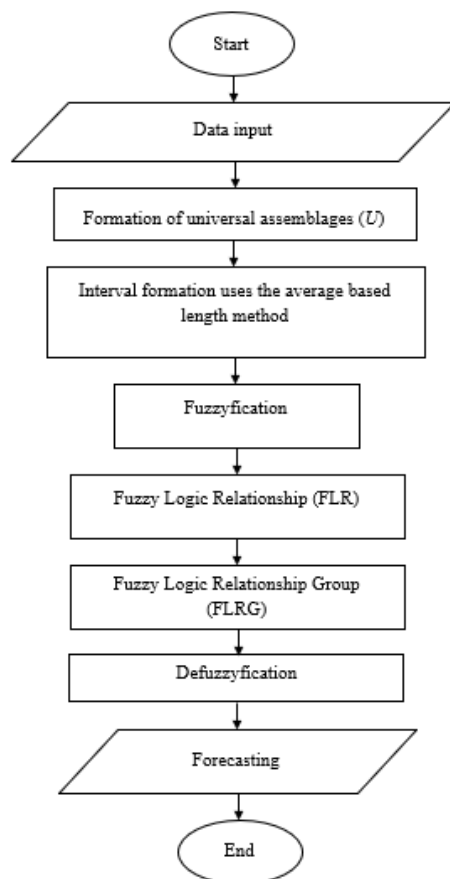 Start
Data input
Formation of universal assemblages (U)
Interval formation uses the average based
length method
Fuzzyfication
Fuzzy Logic Relationship (FLR)
Fuzzy Logic Relationship Group
(FLRG)
Defuzzyfication
Forecasting
End